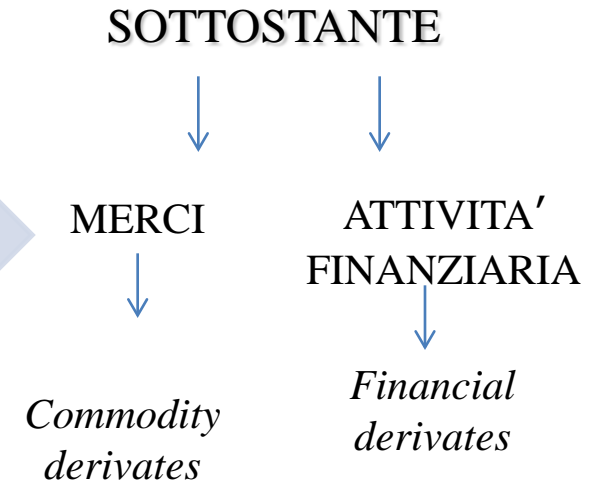 SOTTOSTANTE
MERCI
ATTIVITA’
FINANZIARIA
Commodity
derivates
Financial
derivates